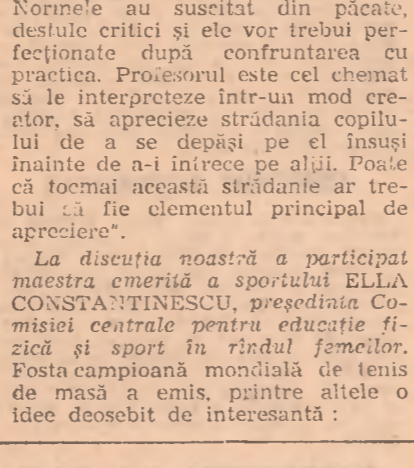 Normele au suscitat din păcate,
destule critici și ele vor trebui per-
fecționate după confruntarea cu
practica. Profesorul este cel chemat
să le interpreteze într-un mod cre-
ator, să aprecieze strădania copilu-
lui de a se depăși pe el însuși
înainte de a-i întrece pe alții. Poate
că tocmai această strădanie ar tre-
bui să fie elementul principal de
apreciere".
La discuția noastră a participat
maestra emerită a sportului ELLA
CONSTANTINESCU, președinta Co-
misiei centrale pentru educație fi-
zică și sport în rîndul femeilor.
Fosta campioană mondială de tenis
de masă a emis, printre altele o
idee deosebit de interesantă :